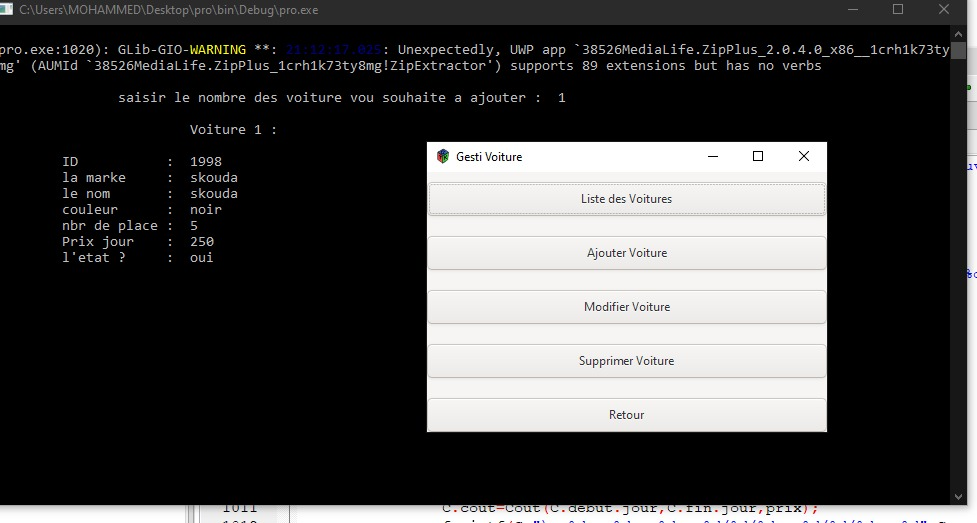 C:\Users\MOHAMMED\Desktop\pro\bin\Debug\pro.exe
pro.exe:1020): GLib-GIO-WARNING **: 21:12:17.025: Unexpectedly, UWP app `38526MediaLife.ZipPlus_2.0.4.0_x86__1crh1k73ty
mg' (AUMId `38526MediaLife.ZipPlus_1crh1k73ty8mg!ZipExtractor') supports 89 extensions but has no verbs
saisir le nombre des voiture vou souhaite a ajouter : 1
Voiture 1 :
ID : 1998
la marke : skouda
le nom : skouda
couleur : noir
nbr de place : 5
Prix jour : 250
l'etat ? : oui
Gesti Voiture
Liste des Voitures
Ajouter Voiture
Modifier Voiture
Supprimer Voiture
Retour
1011 C.cout=Cout(C.debut.jour,C.fin.jour,prix);